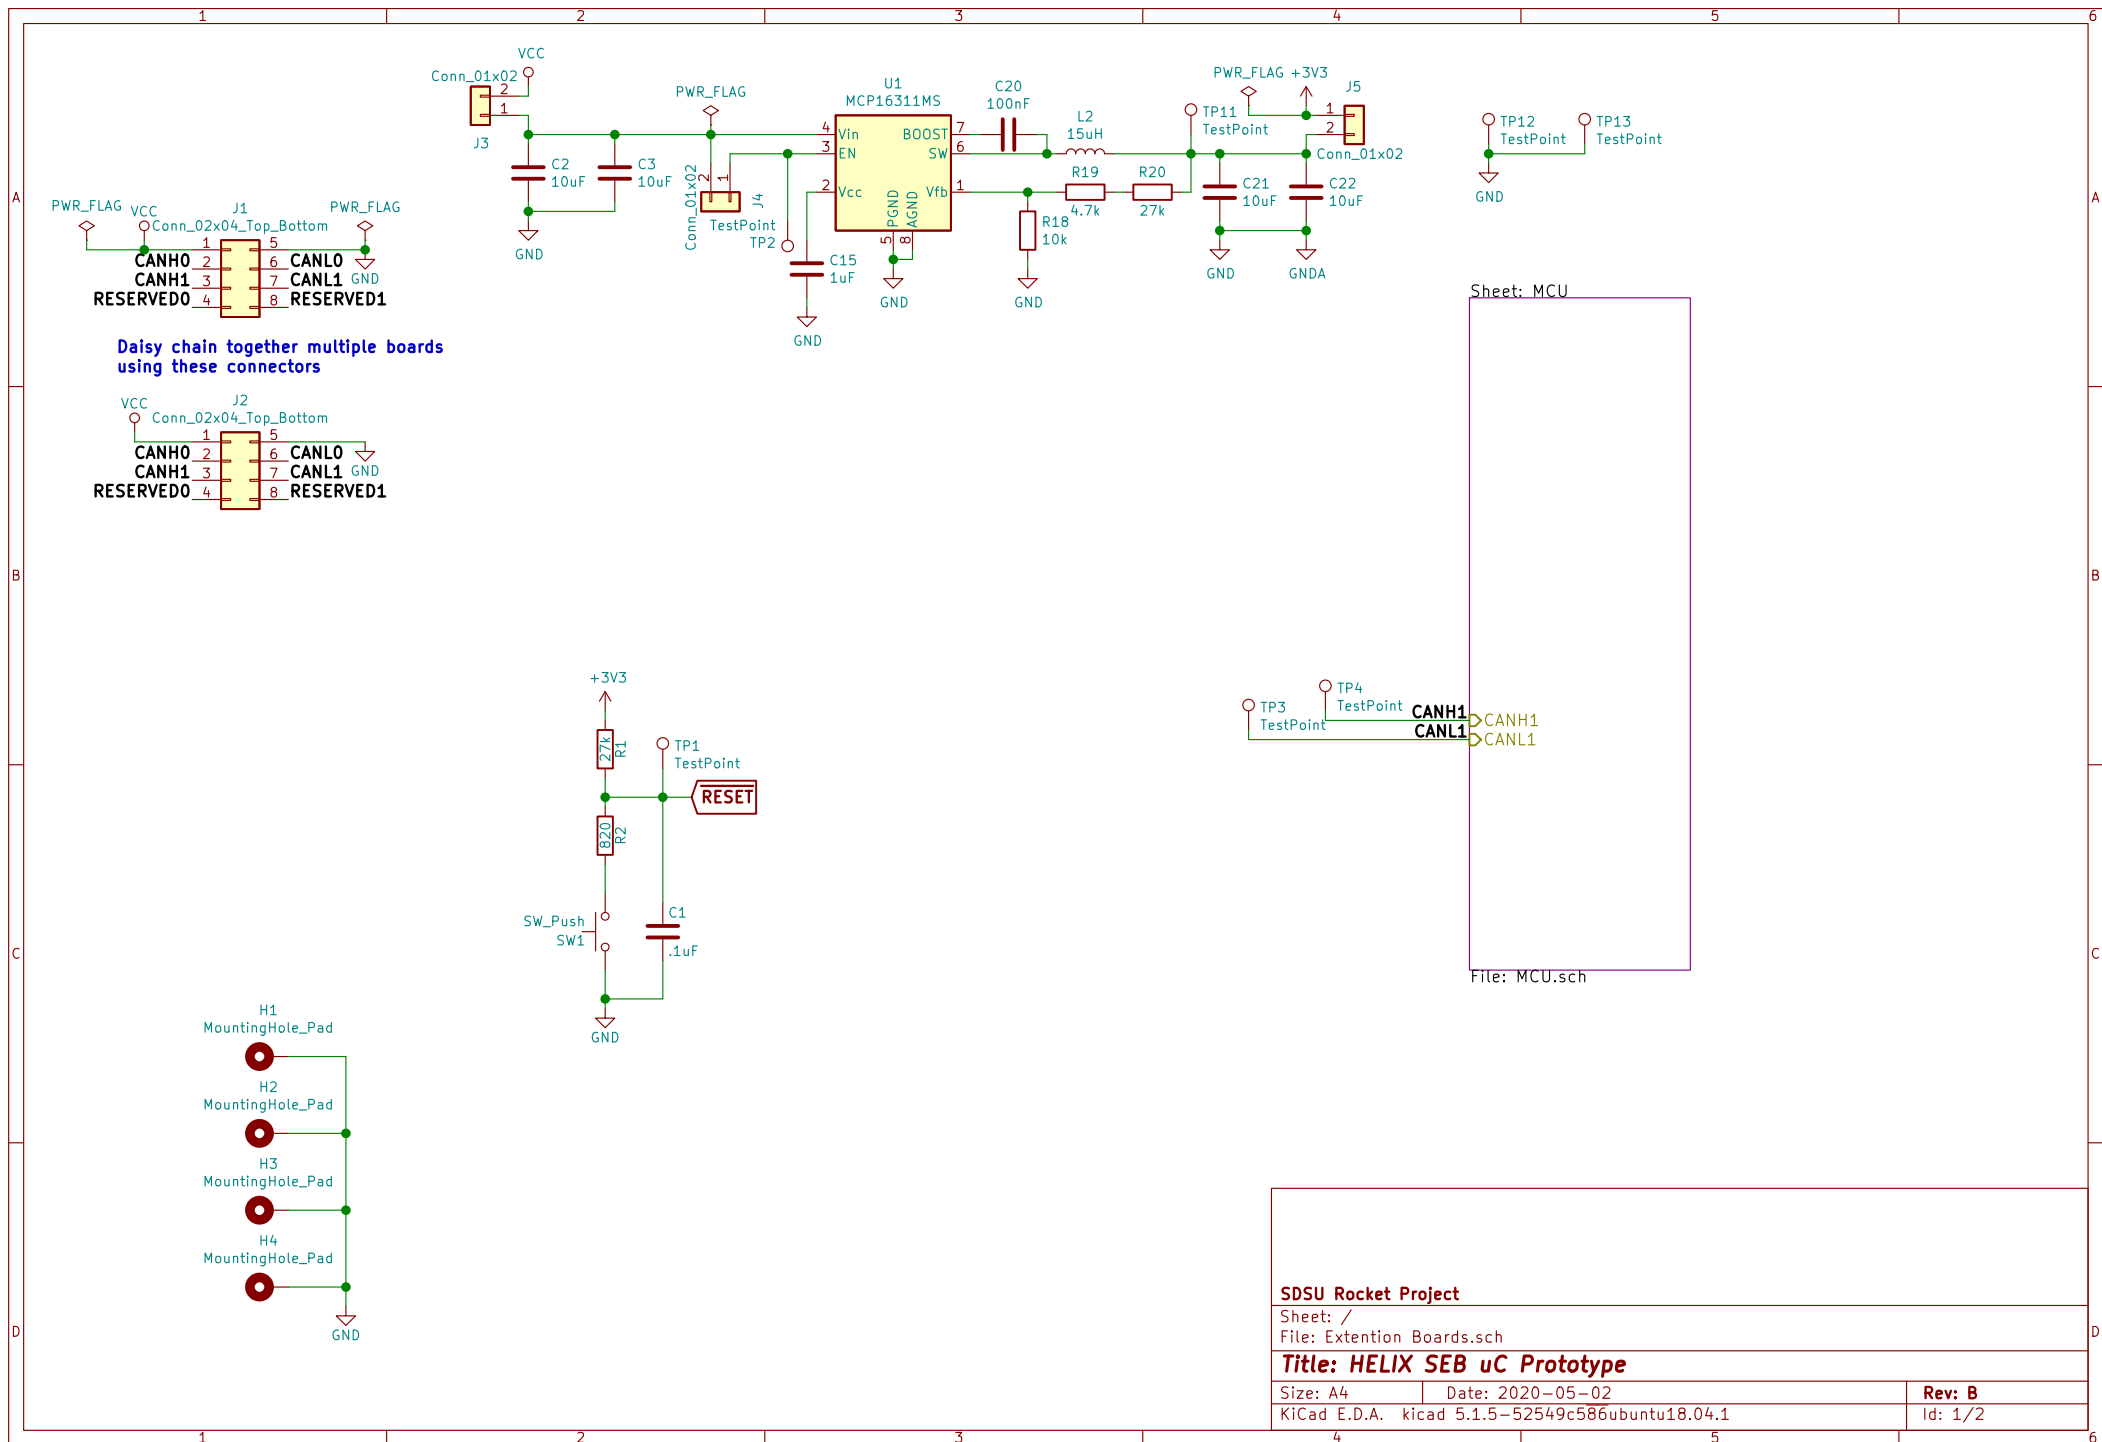 1 2 3 4 5 6
A
B
C
D
A
B
C
D
1 2 3 4 5 6
VCC
Conn_01x02
2
1
J3
C2
10uF
C3
10uF
GND
PWR_FLAG
Conn_01x02
2
1
J4
TestPoint
TP2
U1
MCP16311MS
4
3
2
Vin
EN
Vcc
BOOST
SW
Vfb
7
6
1
PGND
AGND
5
8
GND
C15
1uF
GND
C20
100nF
L2
15uH
R19
4.7k
R20
27k
R18
10k
GND
TP11
TestPoint
C21
10uF
C22
10uF
GND
GNDA
PWR_FLAG
+3V3
J5
1
2
Conn_01x02
TP12
TestPoint
TP13
TestPoint
GND
PWR_FLAG
VCC
J1
Conn_02x04_Top_Bottom
PWR_FLAG
1 5
CANH0 2 6 CANL0
CANH1 3 7 CANL1
RESERVED0 4 8 RESERVED1
GND
Daisy chain together multiple boards
using these connectors
VCC
J2
Conn_02x04_Top_Bottom
1 5
CANH0 2 6 CANL0
CANH1 3 7 CANL1
RESERVED0 4 8 RESERVED1
GND
Sheet: MCU
TP4
TestPoint
TP3
TestPoint
CANH1
CANL1
CANH1
CANL1
File: MCU.sch
+3V3
27k
R1
TP1
TestPoint
RESET
820
R2
SW_Push
SW1
C1
.1uF
GND
H1
MountingHole_Pad
H2
MountingHole_Pad
H3
MountingHole_Pad
H4
MountingHole_Pad
GND
SDSU Rocket Project
Sheet: /
File: Extention Boards.sch
Title: HELIX SEB uC Prototype
Size: A4 Date: 2020-05-02 Rev: B
KiCad E.D.A. kicad 5.1.5-52549c586ubuntu18.04.1 Id: 1/2